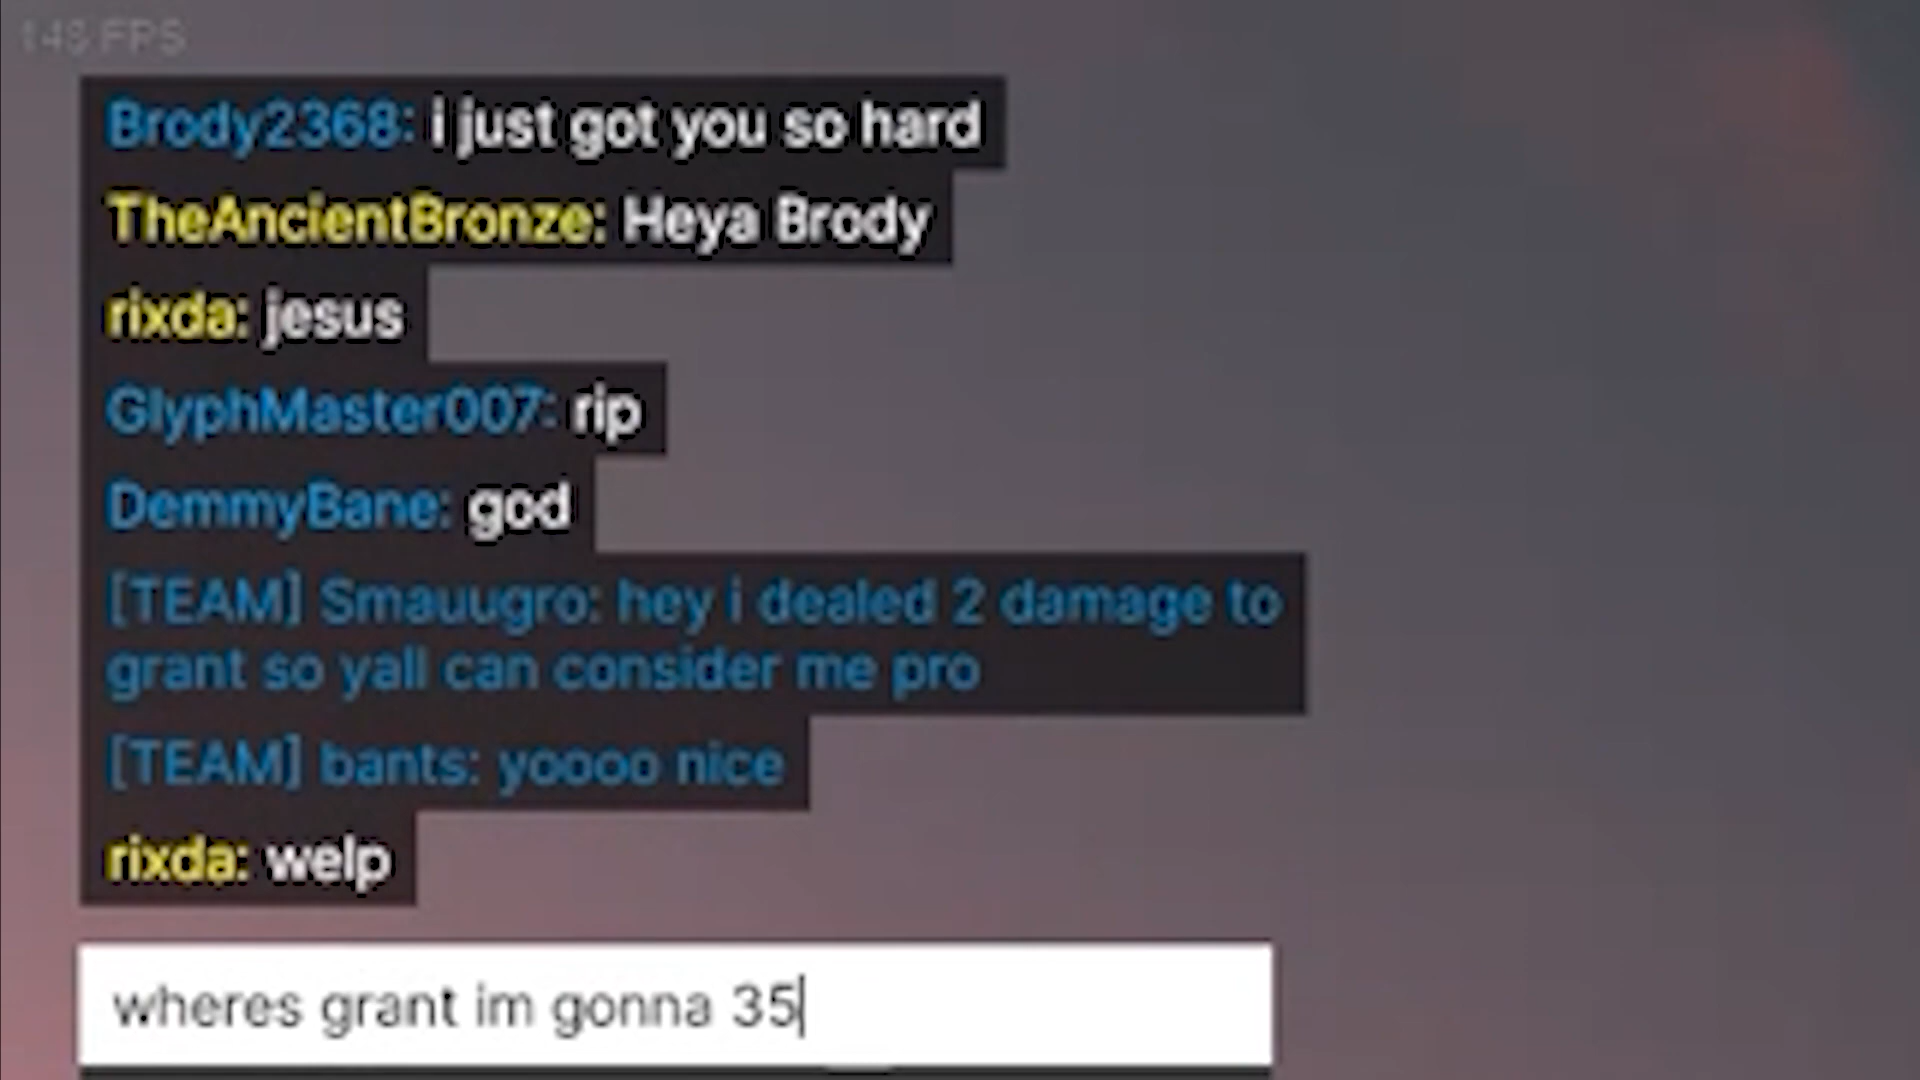 148 FPS
Brody2368: i just got you so hard
TheAncientBronze: Heya Brody
rixda: jesus
GlyphMaster007: rip
DemmyBane: god
[TEAM] Smauugro: hey i dealed 2 damage to
grant so yall can consider me pro
[TEAM] bants: yoooo nice
rixda: welp
wheres grant im gonna 35